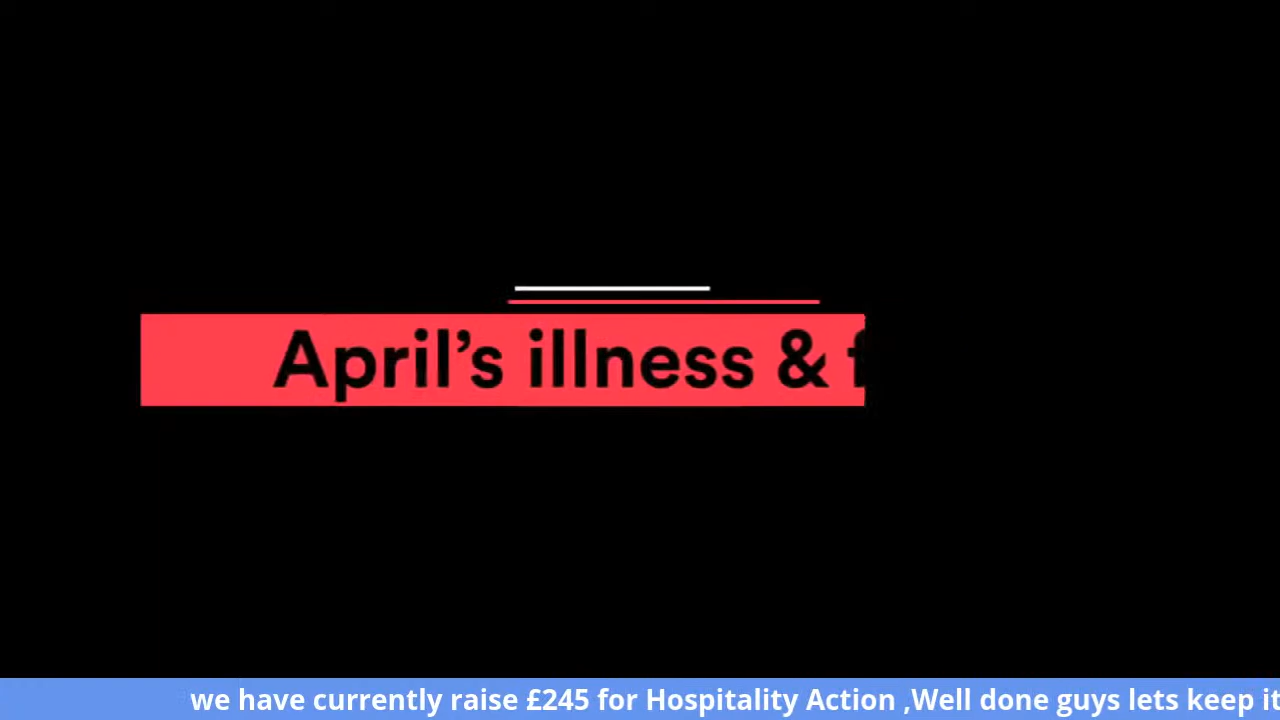 April’s illness & f
we have currently raise £245 for Hospitality Action ,Well done guys lets keep it